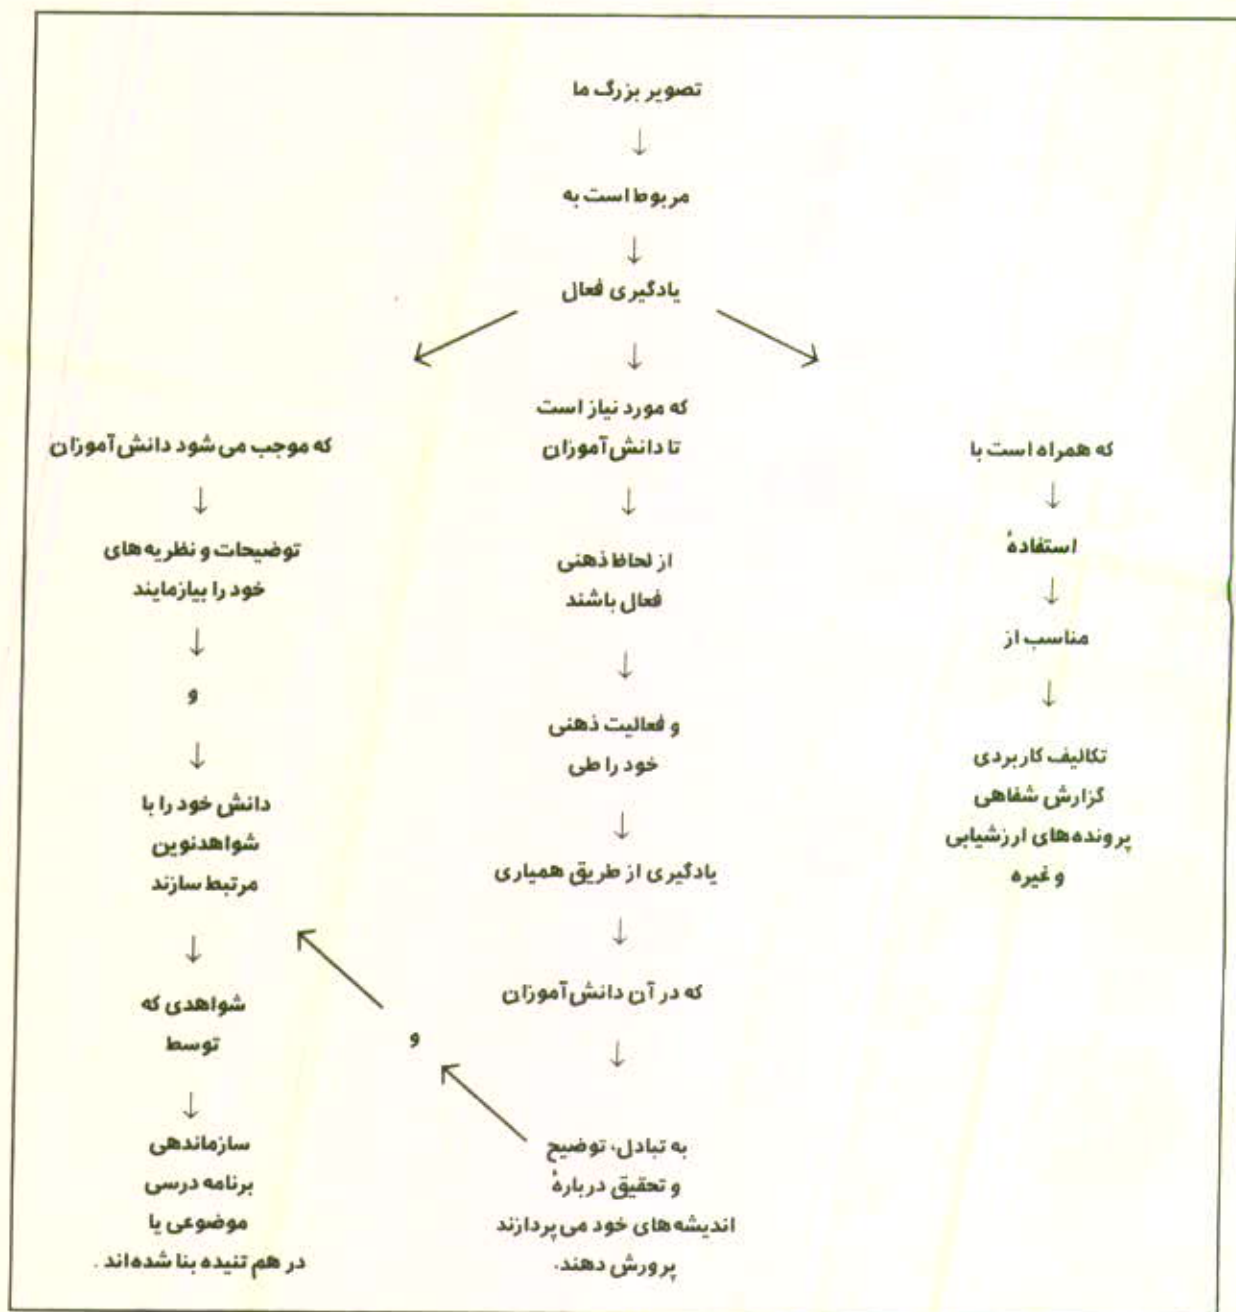 تصویر بزرگ ما
↓
مربوط است به
↓
یادگیری فعال
که همراه است با
↓
استفادهٔ
↓
مناسب از
↓
تکالیف کاربردی
گزارش شفاهی
پرونده‌های ارزشیابی
و غیره
↓
که مورد نیاز است
تا دانش‌آموزان
↓
از لحاظ ذهنی
فعال باشند
↓
و فعالیت ذهنی
خود را طی
↓
یادگیری از طریق همیاری
↓
که در آن دانش‌آموزان
↓
به تبادل، توضیح
و تحقیق دربارهٔ
اندیشه‌های خود می‌پردازند
پرورش دهند.
و
که موجب می‌شود دانش‌آموزان
↓
توضیحات و نظریه‌های
خود را بیازمایند
↓
و
↓
دانش خود را با
شواهد نوین
مرتبط سازند
↓
شواهدی که
توسط
↓
سازماندهی
برنامه درسی
موضوعی یا
در هم تنیده بنا شده‌اند.